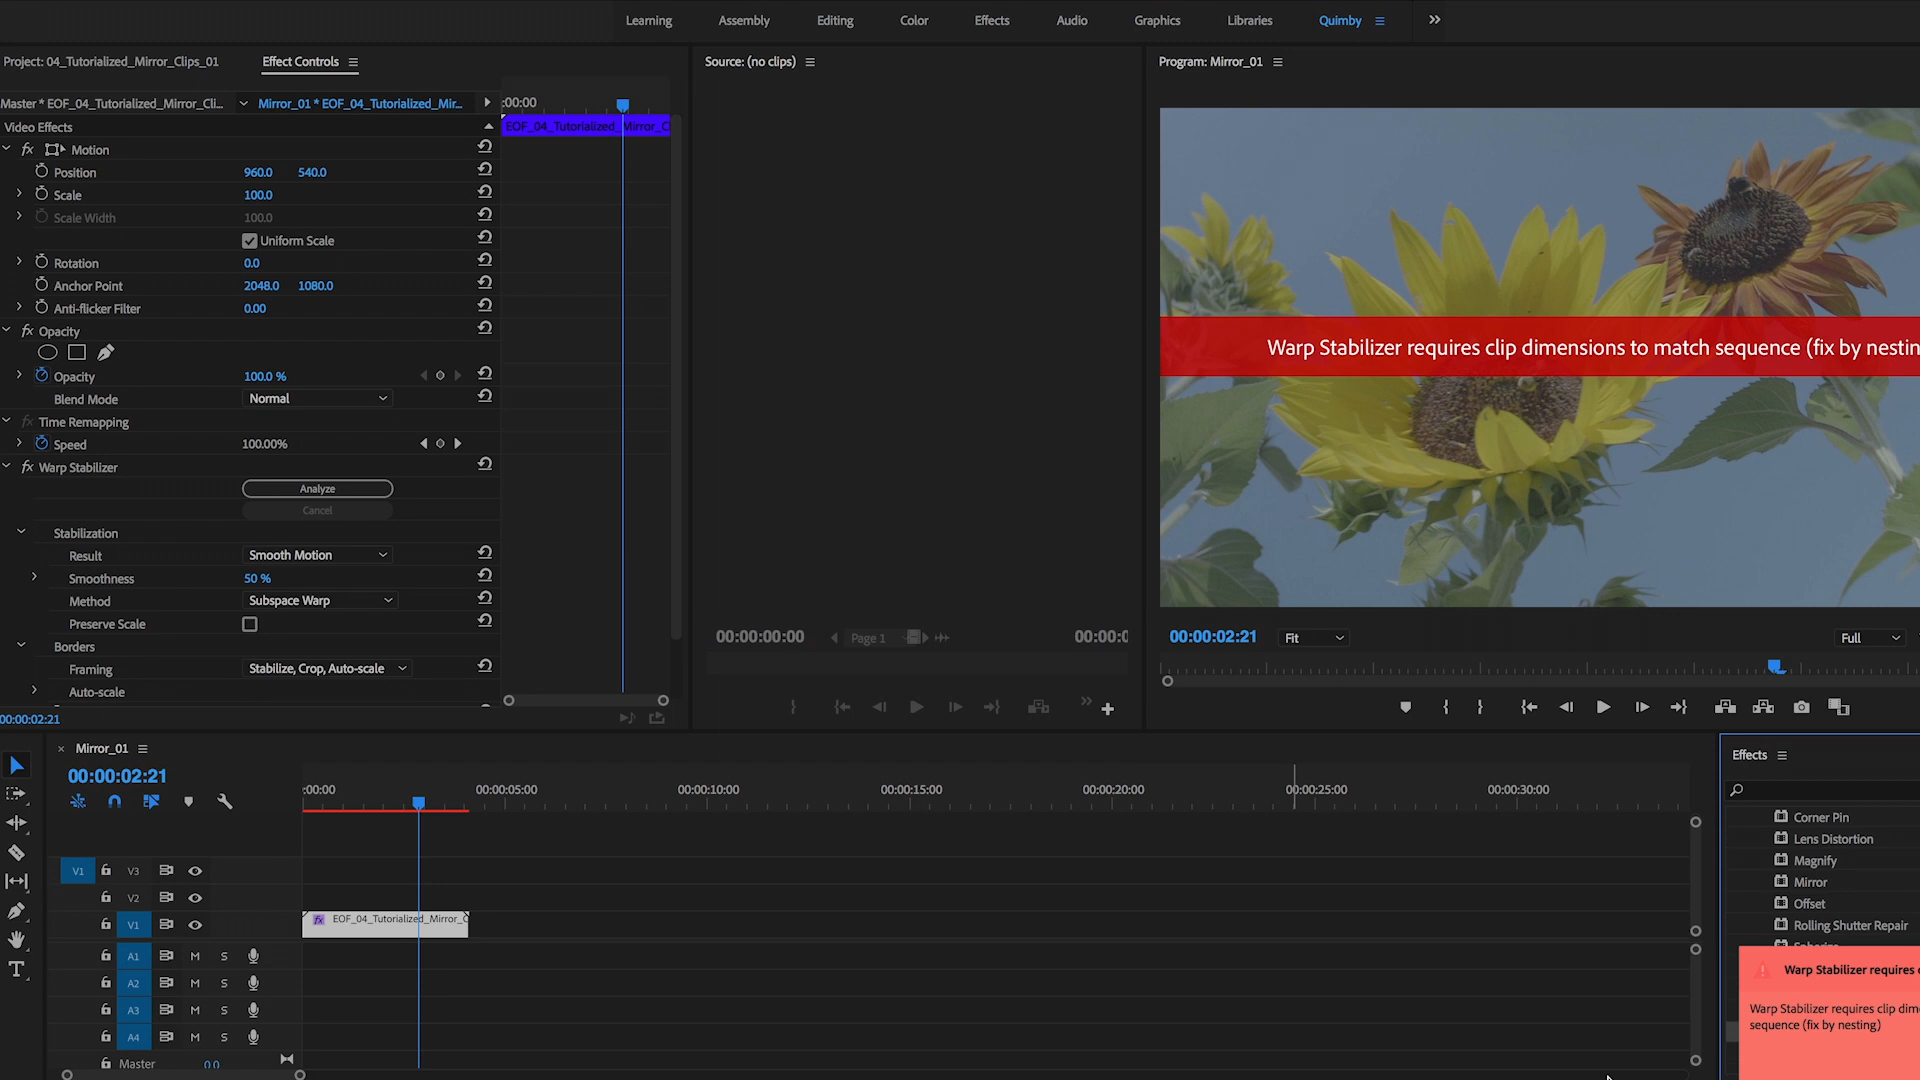 Learning
Assembly
Editing
Color
Effects
Audio
Graphics
Libraries
Quimby
Project: 04_Tutorialized_Mirror_Clips_01
Effect Controls
Source: (no clips)
Program: Mirror_01
Master * EOF_04_Tutorialized_Mirror_Cli...
Mirror_01 * EOF_04_Tutorialized_Mir...
:00:00
Video Effects
EOF_04_Tutorialized_Mirror_C
fx Motion
Position 960.0 540.0
Scale 100.0
Scale Width 100.0
Uniform Scale
Rotation 0.0
Anchor Point 2048.0 1080.0
Anti-flicker Filter 0.00
fx Opacity
Opacity 100.0 %
Blend Mode Normal
fx Time Remapping
Speed 100.00%
fx Warp Stabilizer
Analyze
Cancel
Stabilization
Result Smooth Motion
Smoothness 50 %
Method Subspace Warp
Preserve Scale
Borders
Framing Stabilize, Crop, Auto-scale
Auto-scale
00:00:02:21
00:00:00:00
Page 1
00:00:0
Warp Stabilizer requires clip dimensions to match sequence (fix by nestin
00:00:02:21
Fit
Full
Mirror_01
00:00:02:21
:00:00
00:00:05:00
00:00:10:00
00:00:15:00
00:00:20:00
00:00:25:00
00:00:30:00
V1 V3
V2
V1
fx EOF_04_Tutorialized_Mirror_C
A1 M S
A2 M S
A3 M S
A4 M S
Master 0.0
Effects
Corner Pin
Lens Distortion
Magnify
Mirror
Offset
Rolling Shutter Repair
Warp Stabilizer requires c
Warp Stabilizer requires clip dime
sequence (fix by nesting)